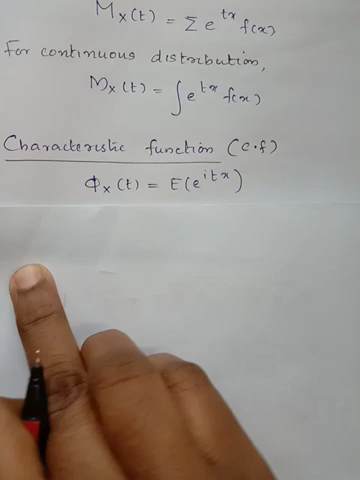 Mx(t) = Σ e^tx f(x)
For continuous distribution,
Mx(t) = ∫e^tx f(x)
Characteristic function (c.f)
Φx(t) = E(e^itx)